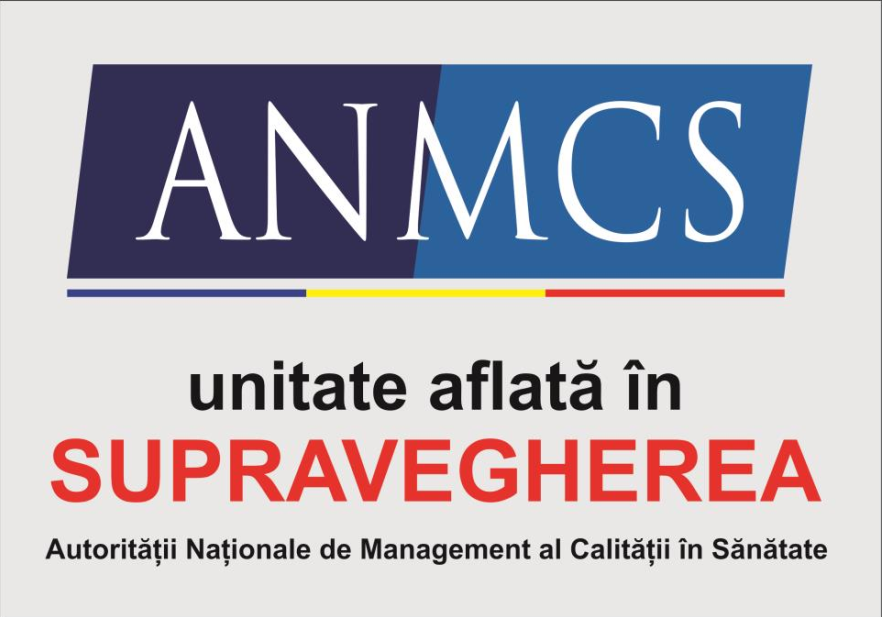 ANMCS
unitate aflată în
SUPRAVEGHEREA
Autorității Naționale de Management al Calității în Sănătate